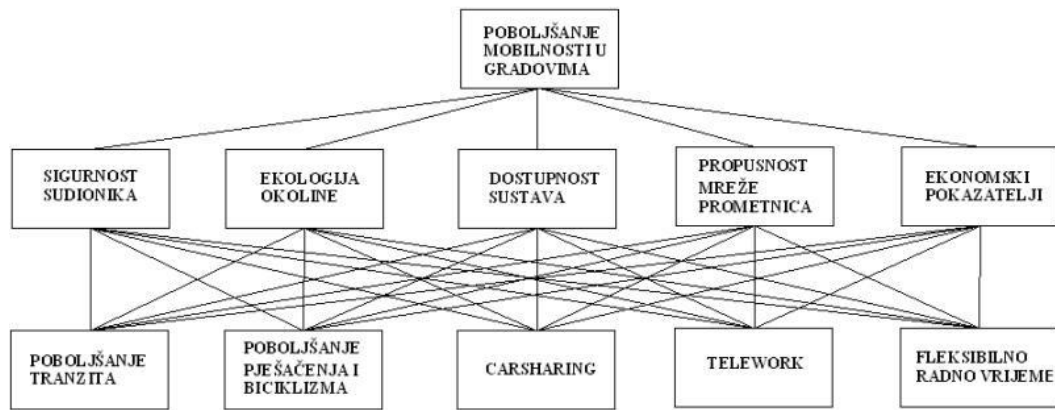 POBOLJŠANJE
MOBILNOSTI U
GRADOVIMA
SIGURNOST
SUDIONIKA
EKOLOGIJA
OKOLINE
DOSTUPNOST
SUSTAVA
PROPUSNOST
MREŽE
PROMETNICA
EKONOMSKI
POKAZATELJI
POBOLJŠANJE
TRANZITA
POBOLJŠANJE
PJEŠAČENJA I
BICIKLIZMA
CARSHARING
TELEWORK
FLEKSIBILNO
RADNO VRIJEME